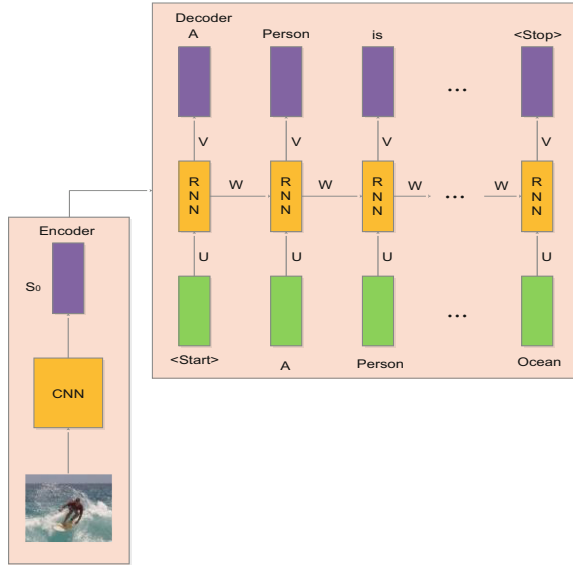 Decoder
A Person is <Stop>
...
V V V V
R
N
N
R
N
N
R
N
N
R
N
N
W W W ... W
U U U U
...
<Start> A Person Ocean
Encoder
S₀
CNN